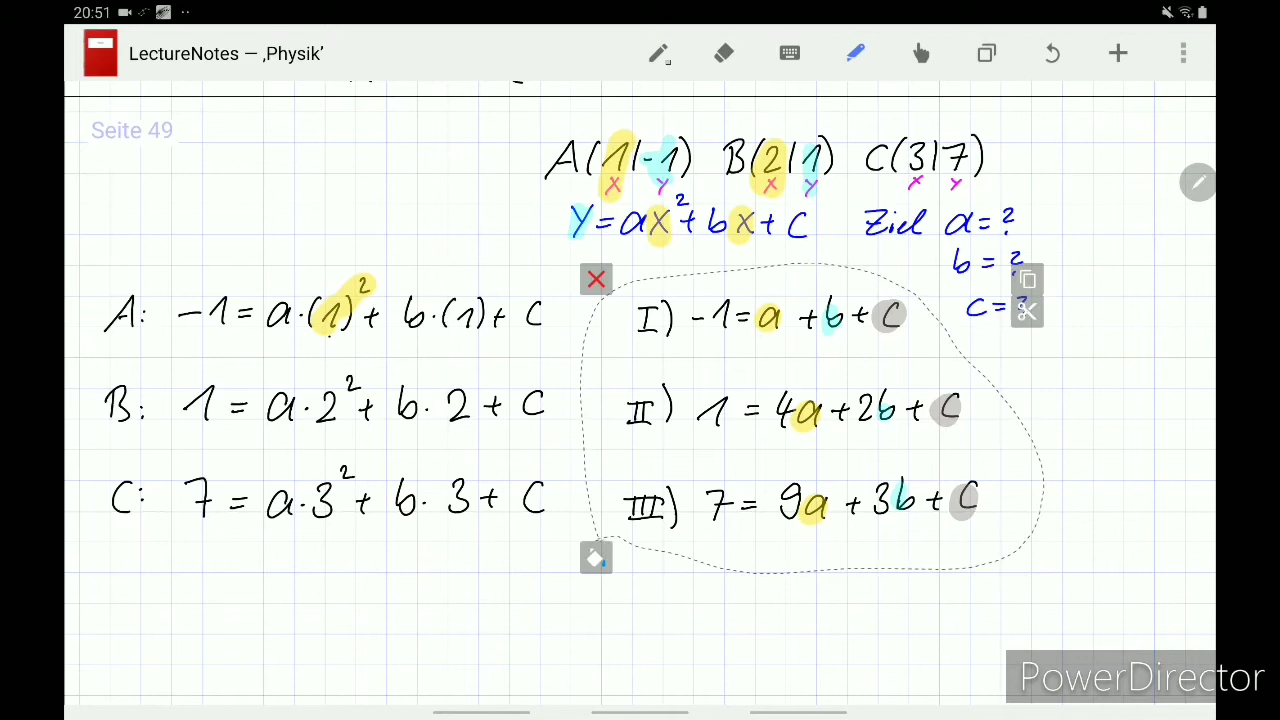 20:51
LectureNotes — ‚Physik‘
Seite 49
A(1|-1) B(2|1) C(3|7)
x y x y x y
y = ax² + bx + c Ziel a = ?
b = ?
c = ?
A: -1 = a·(1)² + b·(1) + c I) -1 = a + b + c
B: 1 = a·2² + b·2 + c II) 1 = 4a + 2b + c
C: 7 = a·3² + b·3 + c III) 7 = 9a + 3b + c
PowerDirector